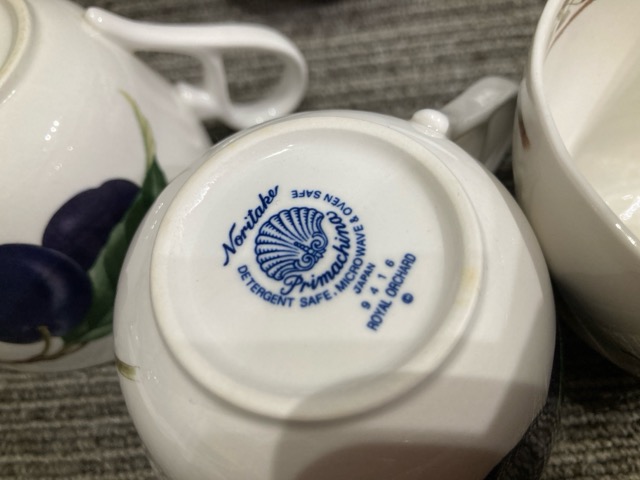 Noritake
Primachina
DETERGENT SAFE, MICROWAVE & OVEN SAFE
JAPAN
9416
ROYAL ORCHARD
©